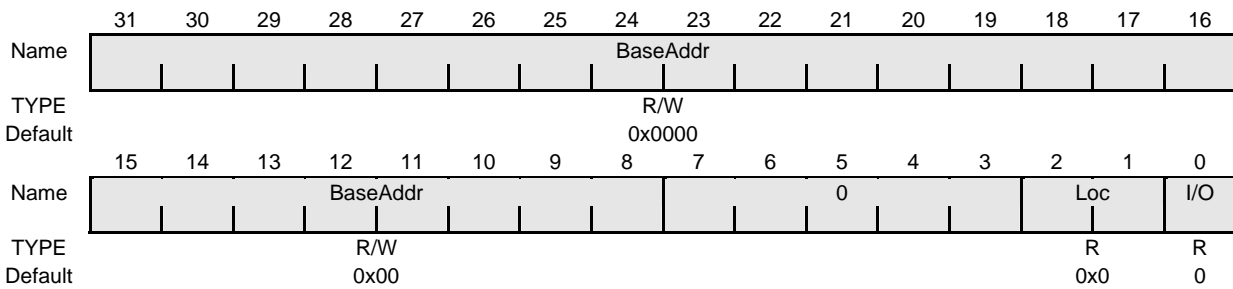 31 30 29 28 27 26 25 24 23 22 21 20 19 18 17 16
Name BaseAddr
TYPE R/W
Default 0x0000
15 14 13 12 11 10 9 8 7 6 5 4 3 2 1 0
Name BaseAddr 0 Loc I/O
TYPE R/W R R
Default 0x00 0x0 0